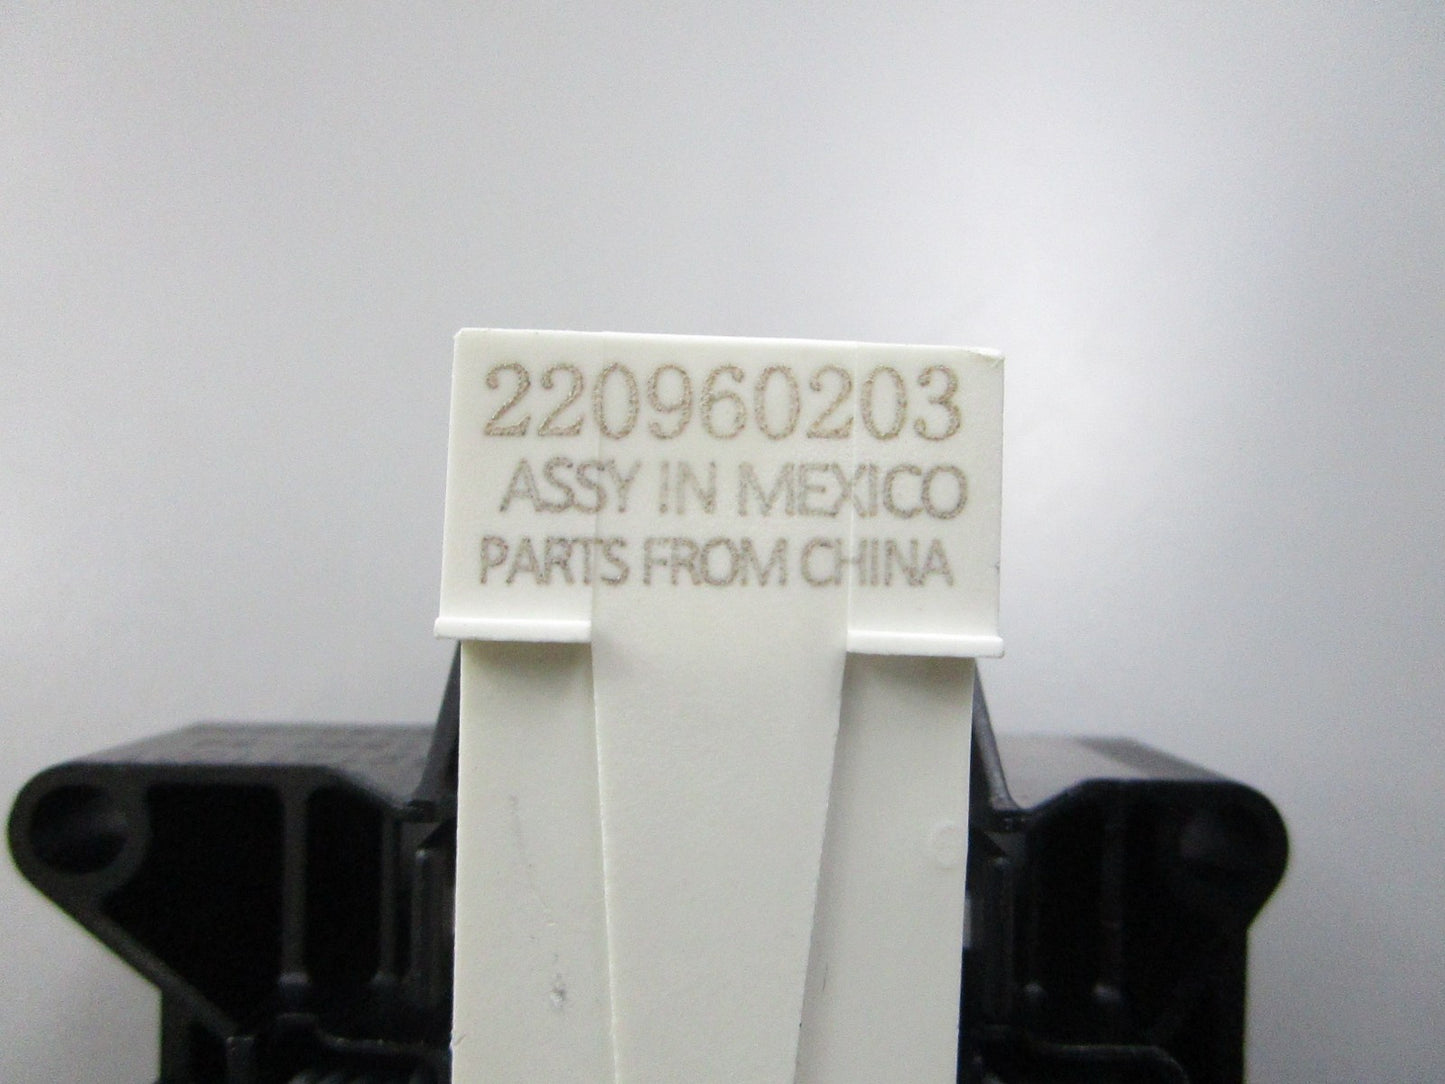 220960203
ASSY IN MEXICO
PARTS FROM CHINA